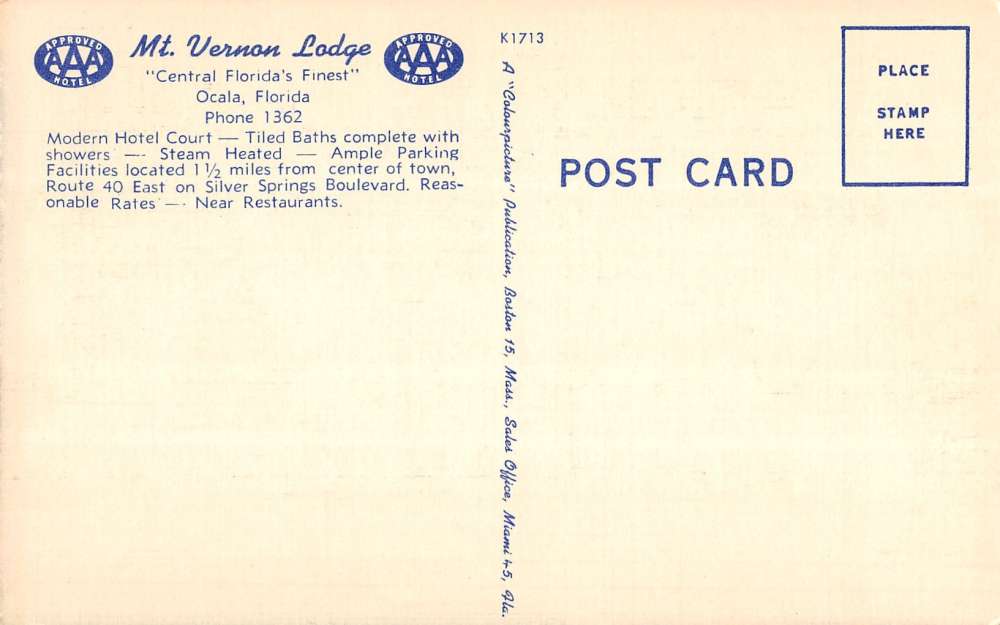 APPROVED
AAA
HOTEL
Mt. Vernon Lodge
APPROVED
AAA
HOTEL
"Central Florida's Finest"
Ocala, Florida
Phone 1362
Modern Hotel Court — Tiled Baths complete with
showers — Steam Heated — Ample Parking
Facilities located 1½ miles from center of town,
Route 40 East on Silver Springs Boulevard. Reas-
onable Rates — Near Restaurants.
K1713
A "Colourpicture" Publication, Boston 15, Mass., Sales Office, Miami 45, Fla.
POST CARD
PLACE
STAMP
HERE